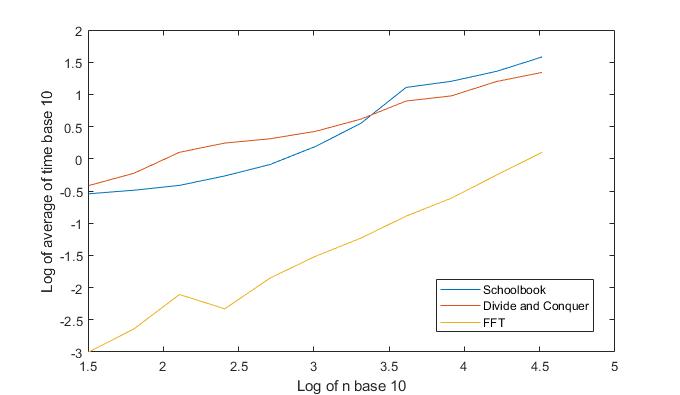 2
1.5
1
0.5
0
-0.5
-1
-1.5
-2
-2.5
-3
Log of average of time base 10
Schoolbook
Divide and Conquer
FFT
1.5 2 2.5 3 3.5 4 4.5 5
Log of n base 10